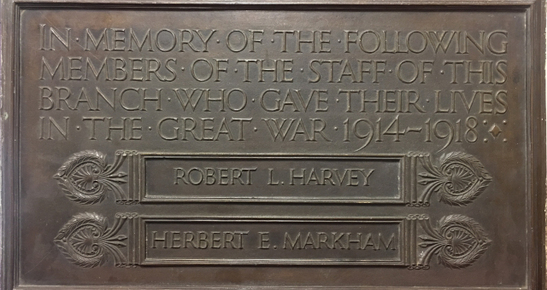 IN·MEMORY·OF·THE·FOLLOWING
MEMBERS·OF·THE·STAFF·OF·THIS
BRANCH·WHO·GAVE·THEIR·LIVES
IN·THE·GREAT·WAR·1914~1918
ROBERT L. HARVEY
HERBERT E. MARKHAM